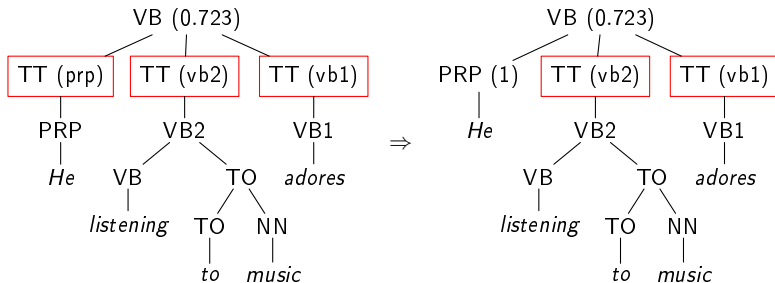 VB (0.723) VB (0.723)
TT (prp) TT (vb2) TT (vb1) PRP (1) TT (vb2) TT (vb1)
PRP VB2 VB1 He VB2 VB1
⇒
He VB TO adores VB TO adores
listening TO NN listening TO NN
to music to music